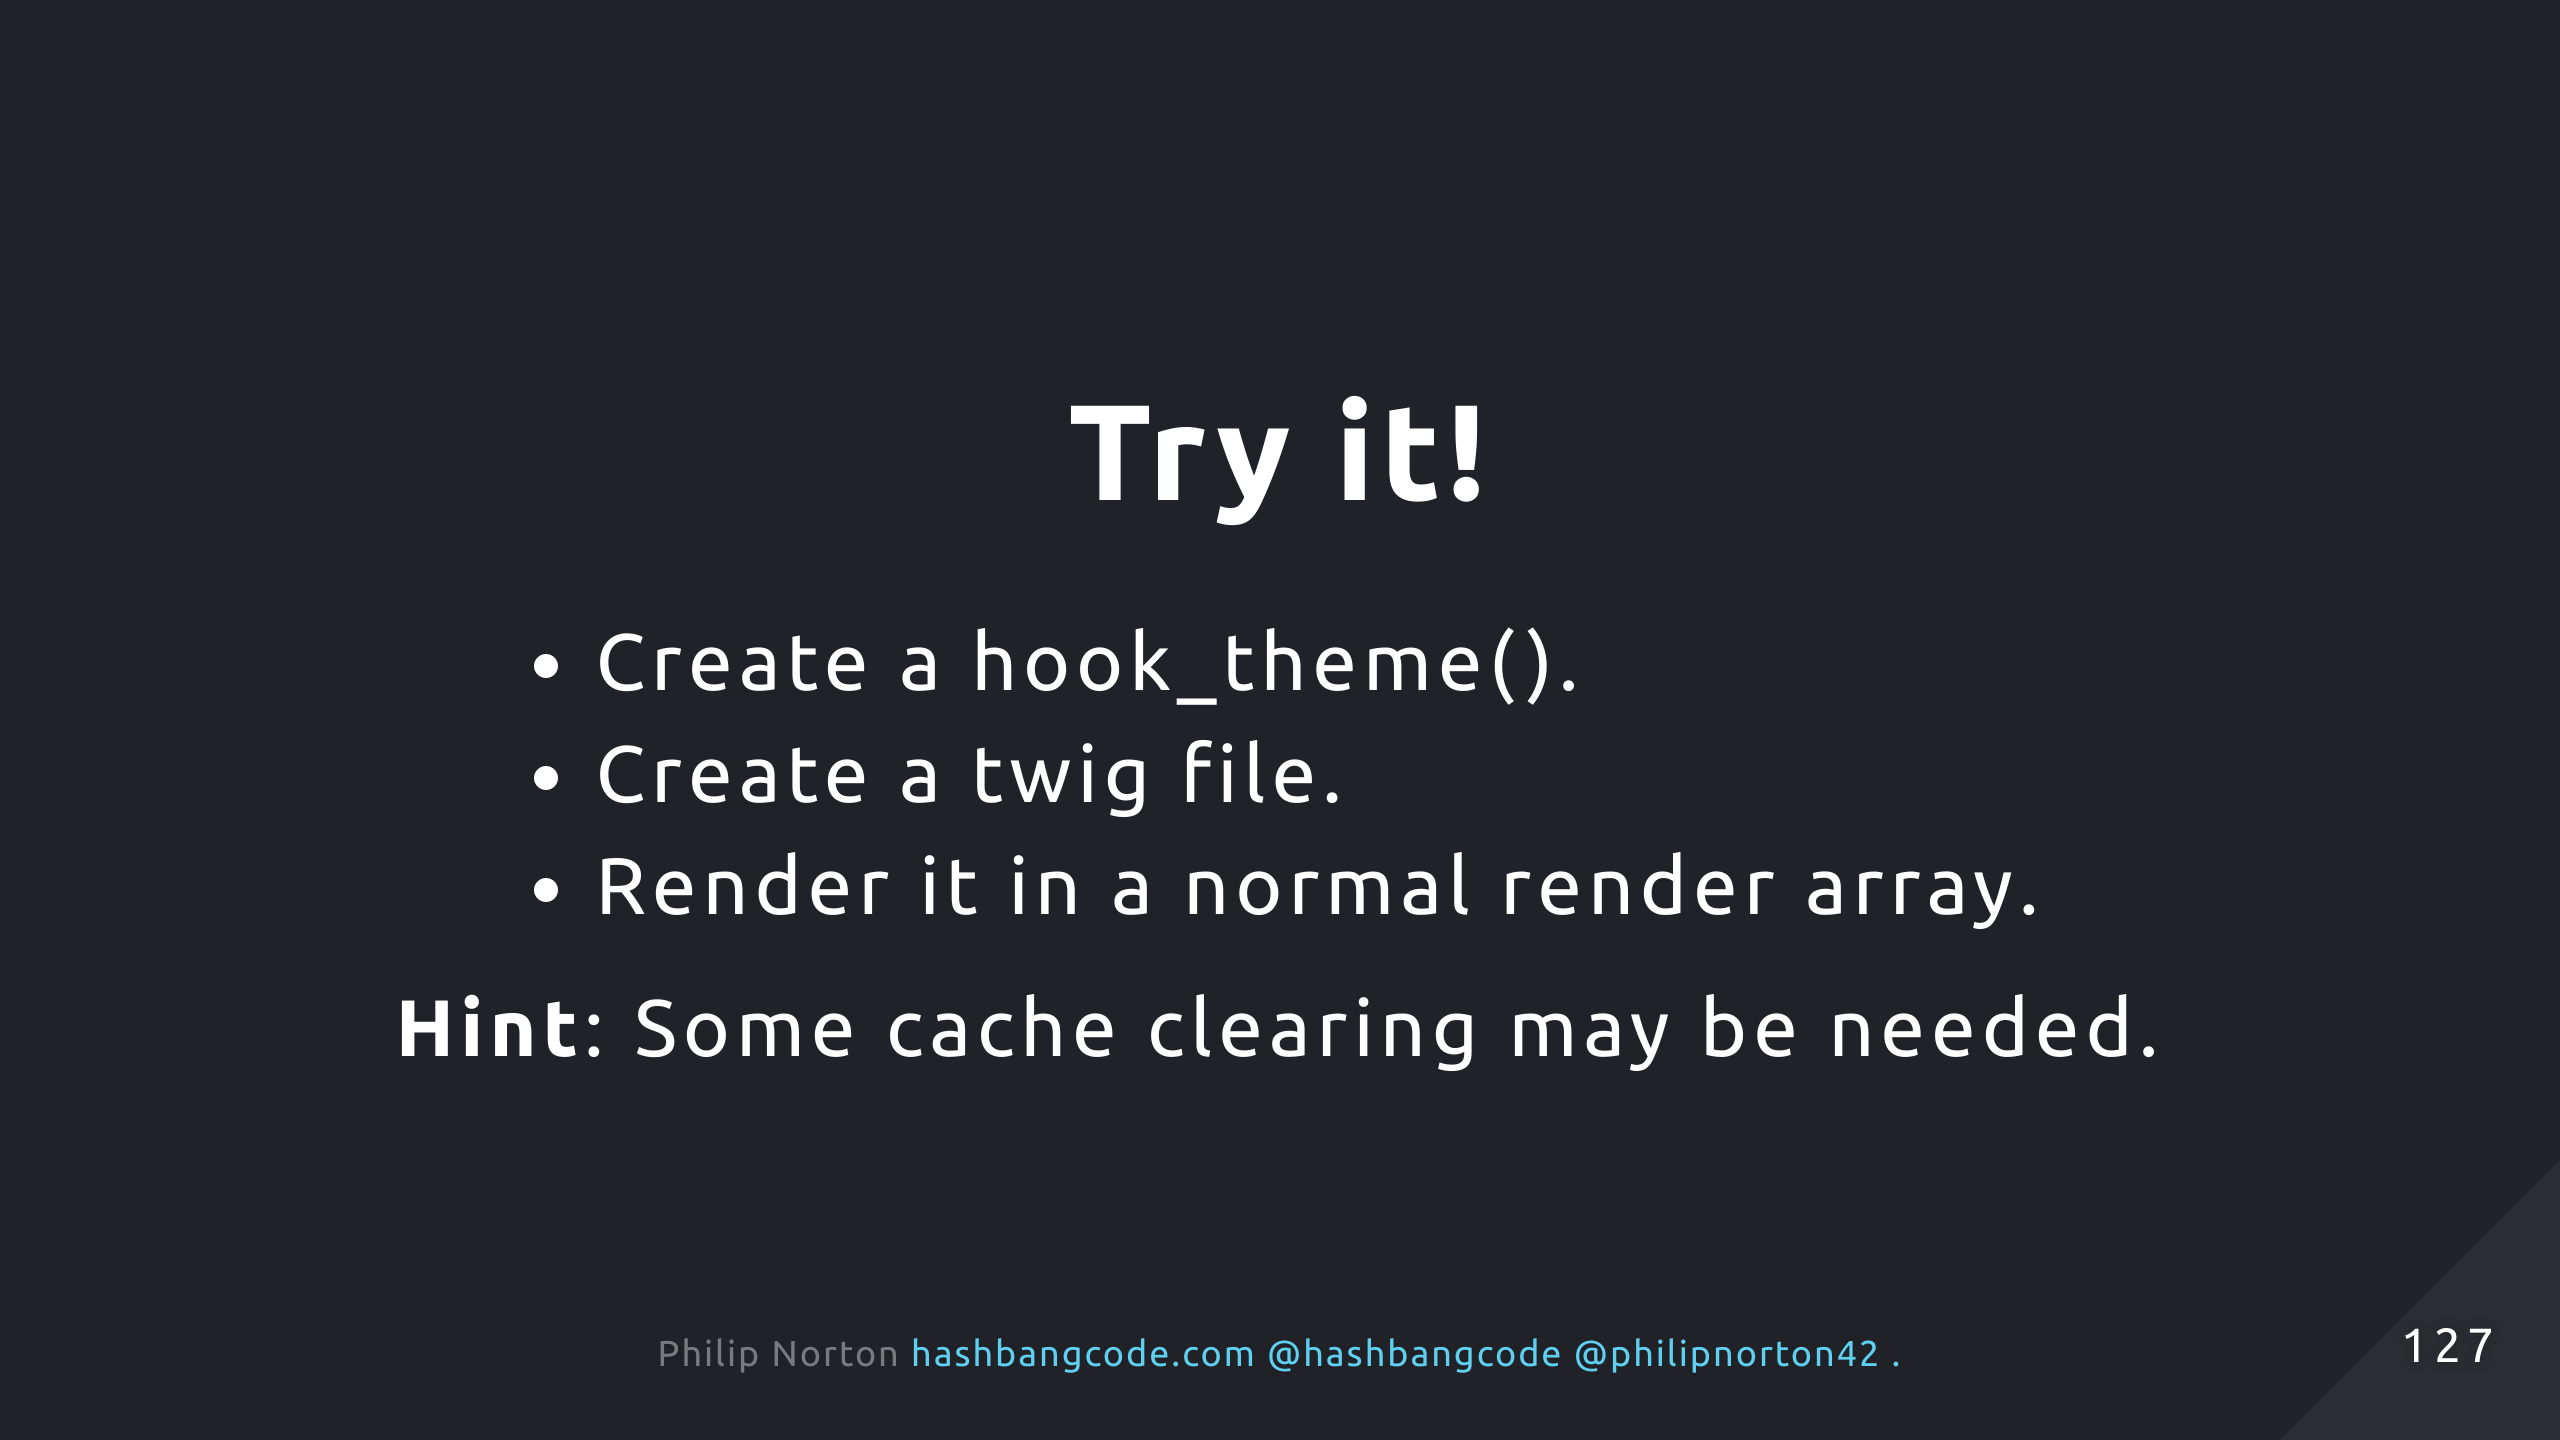 Try it!
• Create a hook_theme().
• Create a twig file.
• Render it in a normal render array.
Hint: Some cache clearing may be needed.
Philip Norton hashbangcode.com @hashbangcode @philipnorton42 .
127